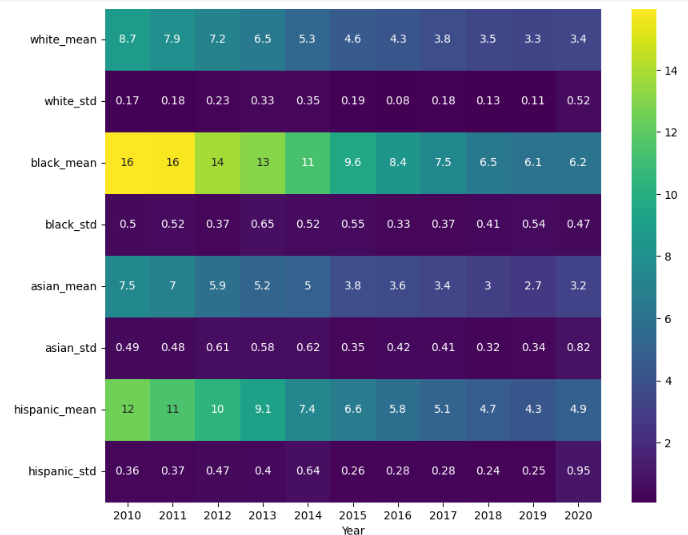 white_mean 8.7 7.9 7.2 6.5 5.3 4.6 4.3 3.8 3.5 3.3 3.4
white_std 0.17 0.18 0.23 0.33 0.35 0.19 0.08 0.18 0.13 0.11 0.52
black_mean 16 16 14 13 11 9.6 8.4 7.5 6.5 6.1 6.2
black_std 0.5 0.52 0.37 0.65 0.52 0.55 0.33 0.37 0.41 0.54 0.47
asian_mean 7.5 7 5.9 5.2 5 3.8 3.6 3.4 3 2.7 3.2
asian_std 0.49 0.48 0.61 0.58 0.62 0.35 0.42 0.41 0.32 0.34 0.82
hispanic_mean 12 11 10 9.1 7.4 6.6 5.8 5.1 4.7 4.3 4.9
hispanic_std 0.36 0.37 0.47 0.4 0.64 0.26 0.28 0.28 0.24 0.25 0.95
2010 2011 2012 2013 2014 2015 2016 2017 2018 2019 2020
Year
14
12
10
8
6
4
2